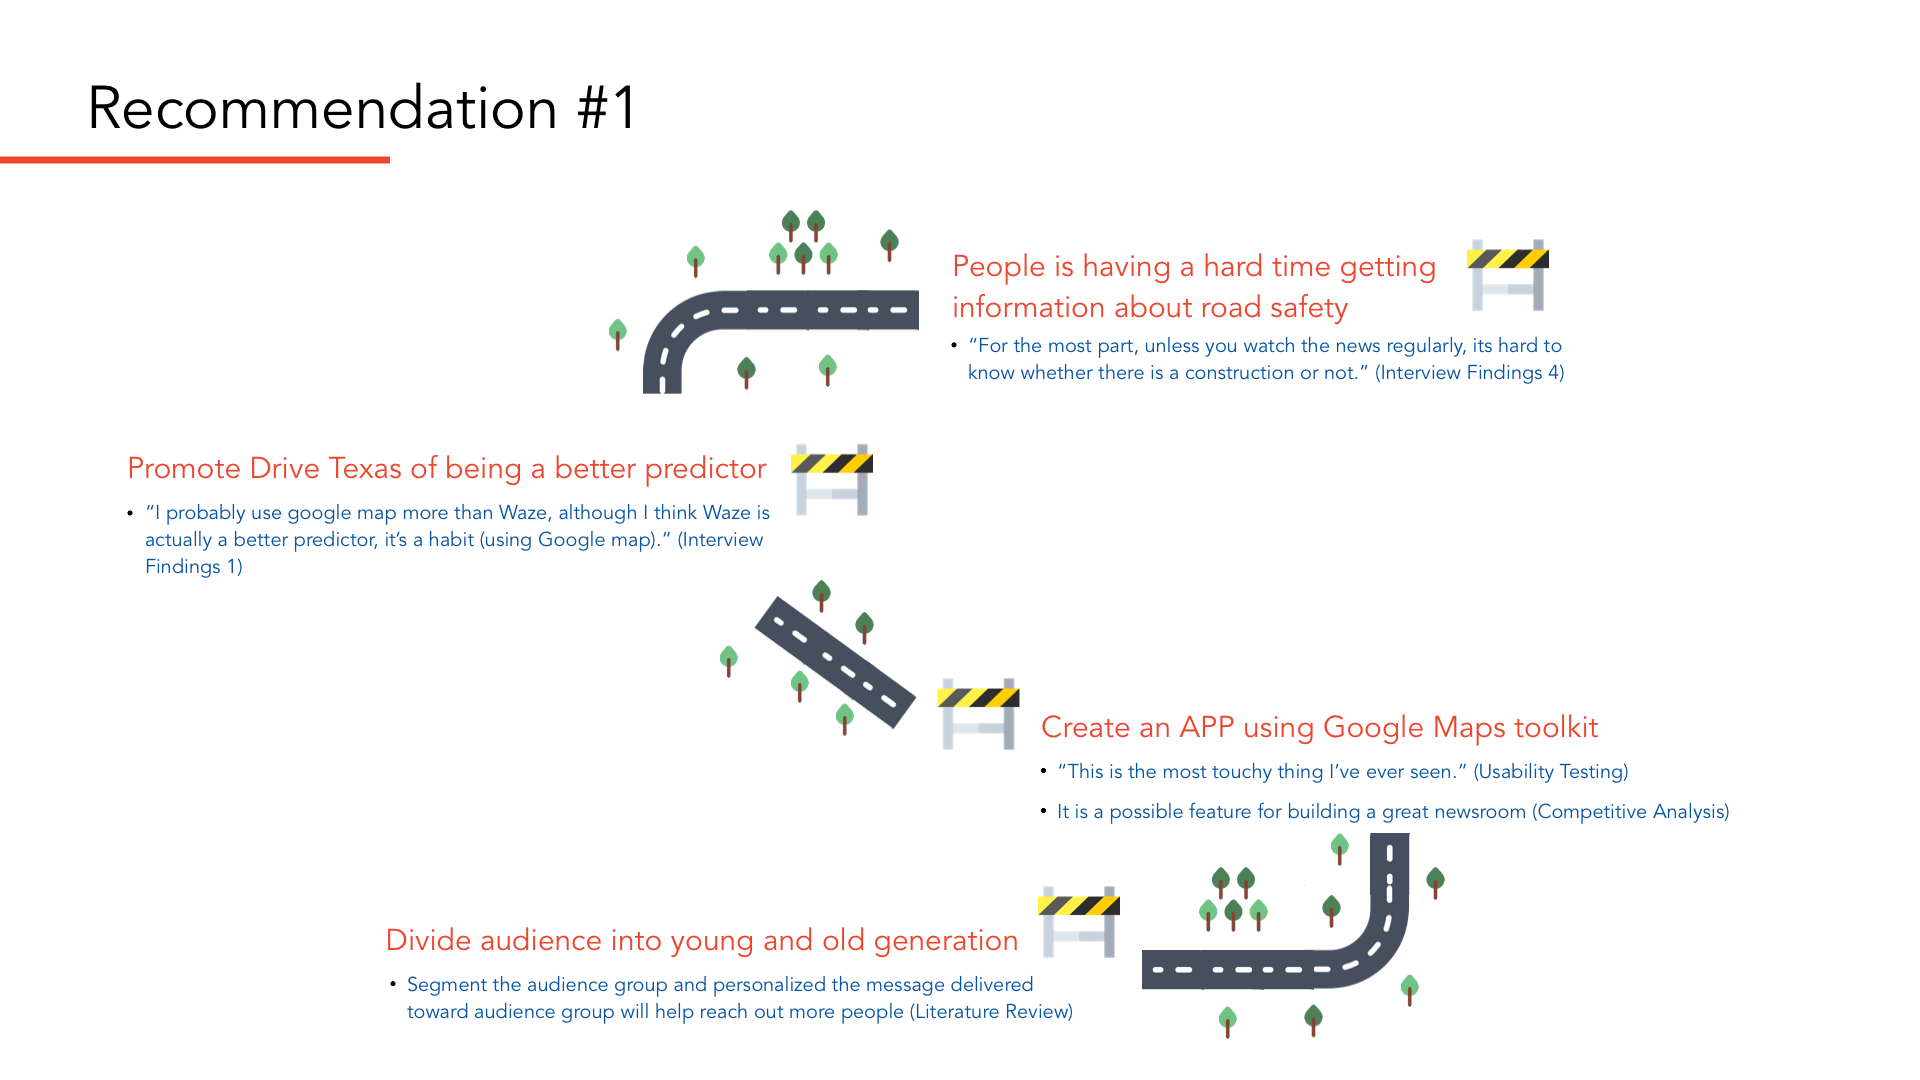 Recommendation #1
People is having a hard time getting
information about road safety
• “For the most part, unless you watch the news regularly, its hard to
know whether there is a construction or not.” (Interview Findings 4)
Promote Drive Texas of being a better predictor
• “I probably use google map more than Waze, although I think Waze is
actually a better predictor, it’s a habit (using Google map).” (Interview
Findings 1)
Create an APP using Google Maps toolkit
• “This is the most touchy thing I’ve ever seen.” (Usability Testing)
• It is a possible feature for building a great newsroom (Competitive Analysis)
Divide audience into young and old generation
• Segment the audience group and personalized the message delivered
toward audience group will help reach out more people (Literature Review)